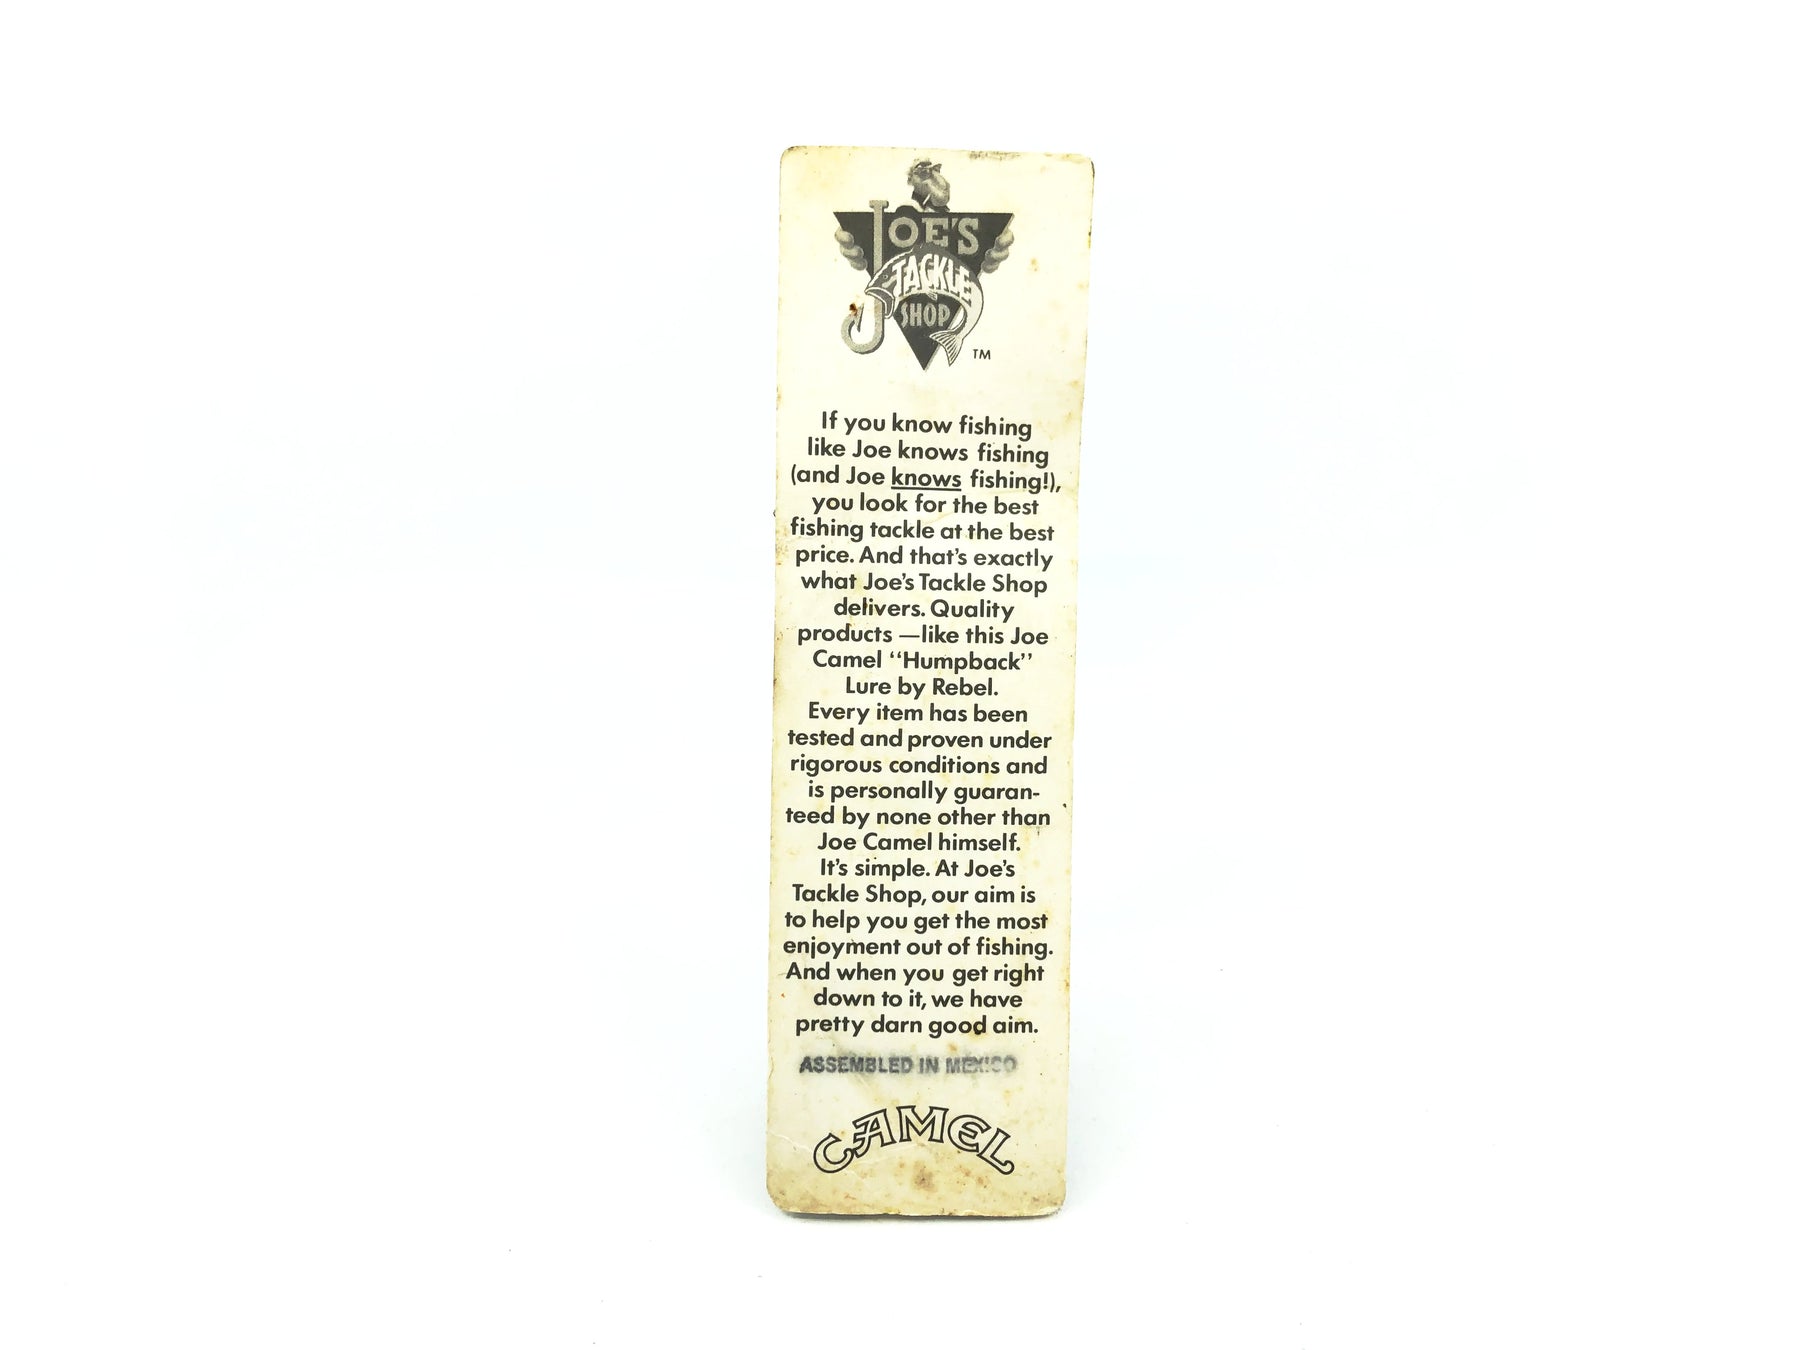 JOE'S
TACKLE
SHOP
TM
If you know fishing
like Joe knows fishing
(and Joe knows fishing!),
you look for the best
fishing tackle at the best
price. And that's exactly
what Joe's Tackle Shop
delivers. Quality
products —like this Joe
Camel “Humpback”
Lure by Rebel.
Every item has been
tested and proven under
rigorous conditions and
is personally guaran-
teed by none other than
Joe Camel himself.
It's simple. At Joe's
Tackle Shop, our aim is
to help you get the most
enjoyment out of fishing.
And when you get right
down to it, we have
pretty darn good aim.
ASSEMBLED IN MEXICO
CAMEL